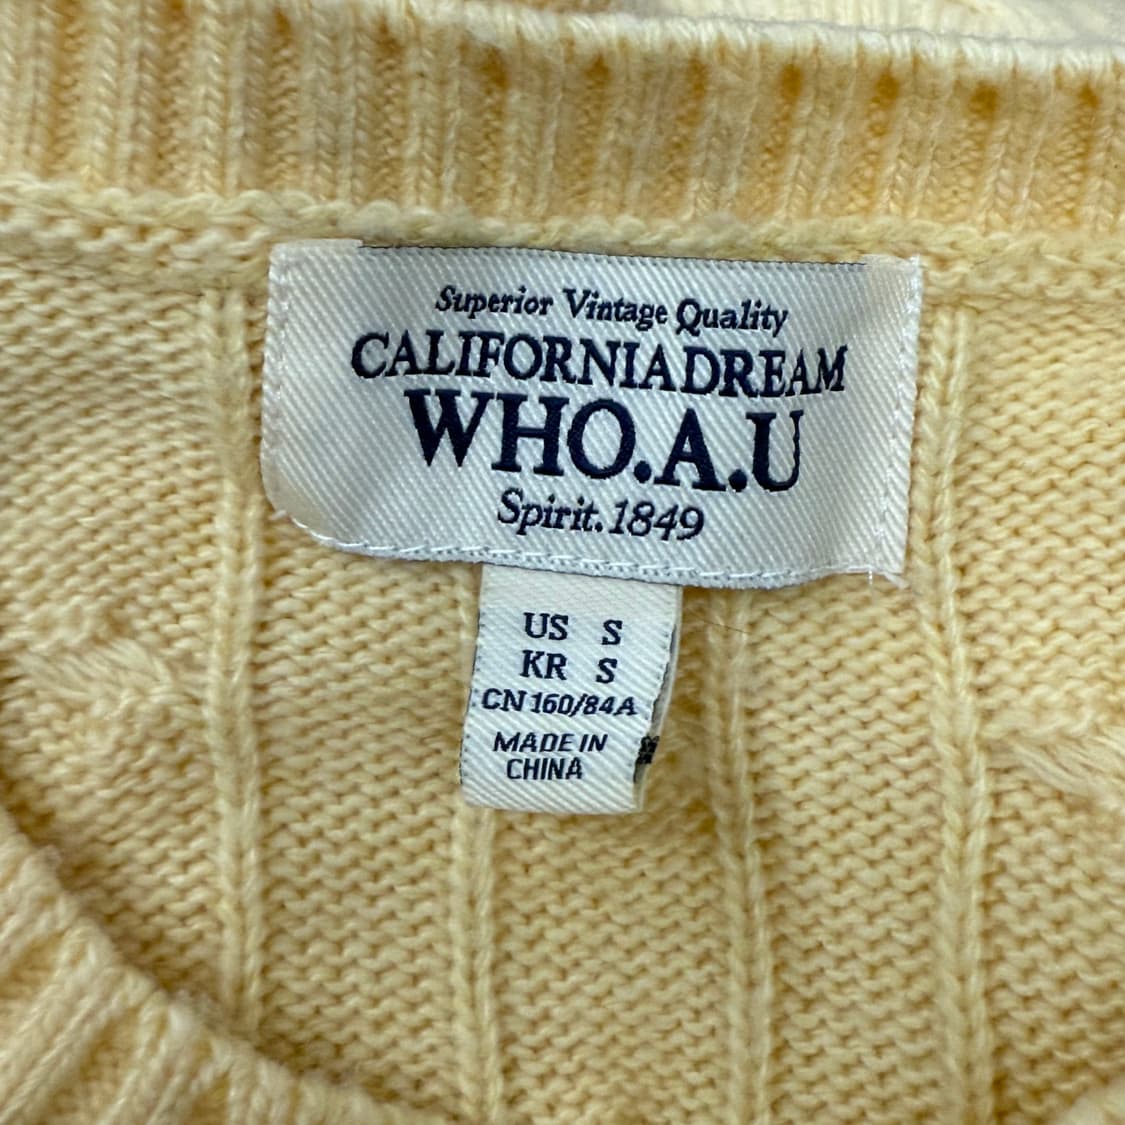 Superior Vintage Quality
CALIFORNIADREAM
WHO.A.U
Spirit.1849
US S
KR S
CN 160/84A
MADE IN
CHINA